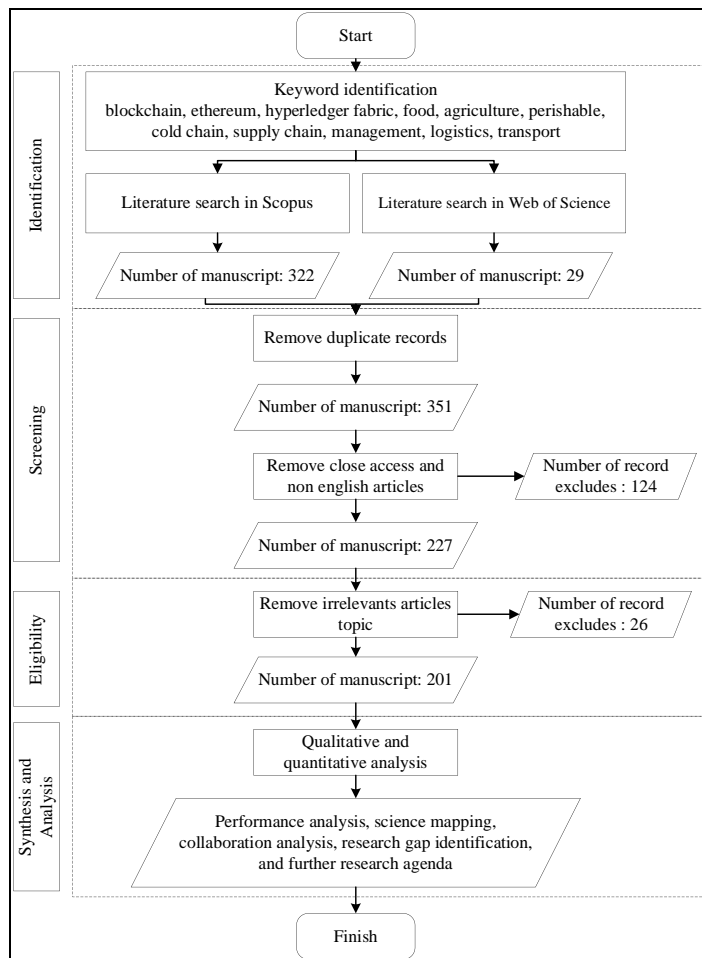 Start
Identification
Keyword identification
blockchain, ethereum, hyperledger fabric, food, agriculture, perishable,
cold chain, supply chain, management, logistics, transport
Literature search in Scopus
Literature search in Web of Science
Number of manuscript: 322
Number of manuscript: 29
Screening
Remove duplicate records
Number of manuscript: 351
Remove close access and
non english articles
Number of record
excludes : 124
Number of manuscript: 227
Eligibility
Remove irrelevants articles
topic
Number of record
excludes : 26
Number of manuscript: 201
Synthesis and
Analysis
Qualitative and
quantitative analysis
Performance analysis, science mapping,
collaboration analysis, research gap identification,
and further research agenda
Finish